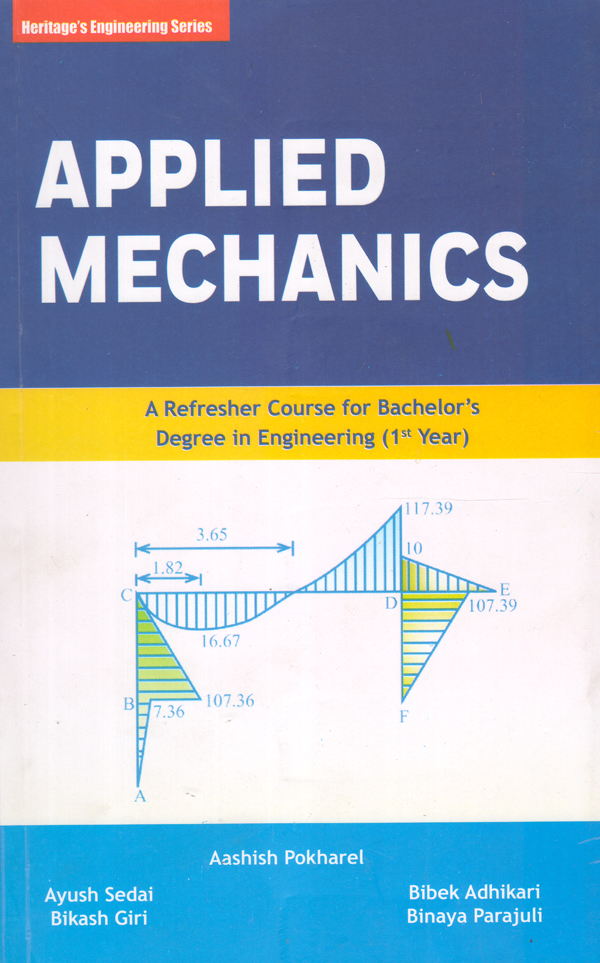 Heritage's Engineering Series
APPLIED
MECHANICS
A Refresher Course for Bachelor's
Degree in Engineering (1st Year)
117.39
3.65
10
1.82
C
D
E
107.39
16.67
B
7.36
107.36
F
A
Aashish Pokharel
Ayush Sedai
Bikash Giri
Bibek Adhikari
Binaya Parajuli